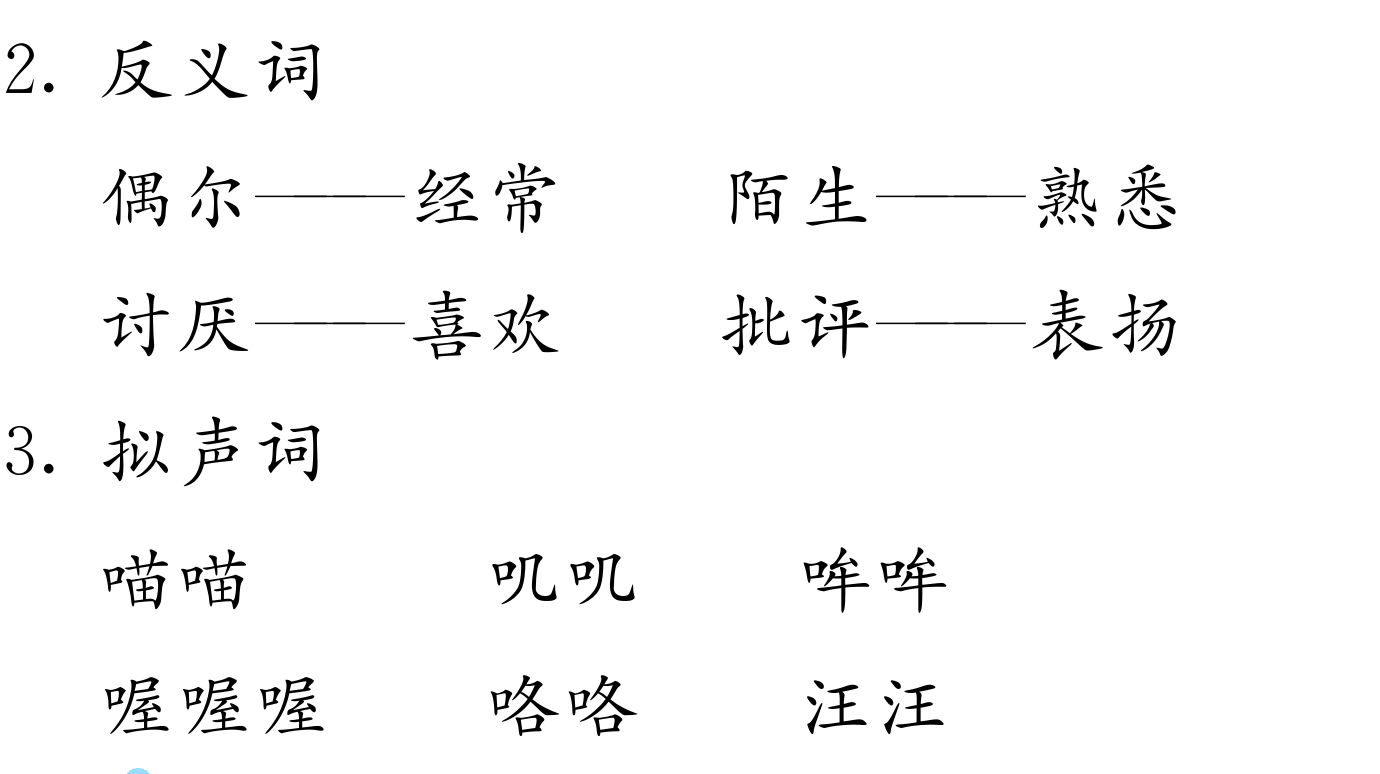 2. 反义词
偶尔——经常 陌生——熟悉
讨厌——喜欢 批评——表扬
3. 拟声词
喵喵 叽叽 哞哞
喔喔喔 咯咯 汪汪